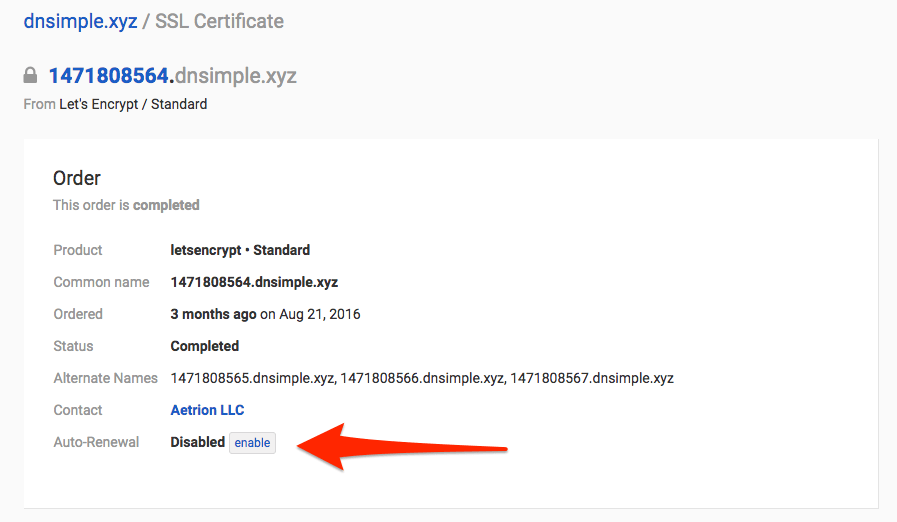 dnsimple.xyz / SSL Certificate
1471808564.dnsimple.xyz
From Let's Encrypt / Standard
Order
This order is completed
Product letsencrypt • Standard
Common name 1471808564.dnsimple.xyz
Ordered 3 months ago on Aug 21, 2016
Status Completed
Alternate Names 1471808565.dnsimple.xyz, 1471808566.dnsimple.xyz, 1471808567.dnsimple.xyz
Contact Aetrion LLC
Auto-Renewal Disabled enable